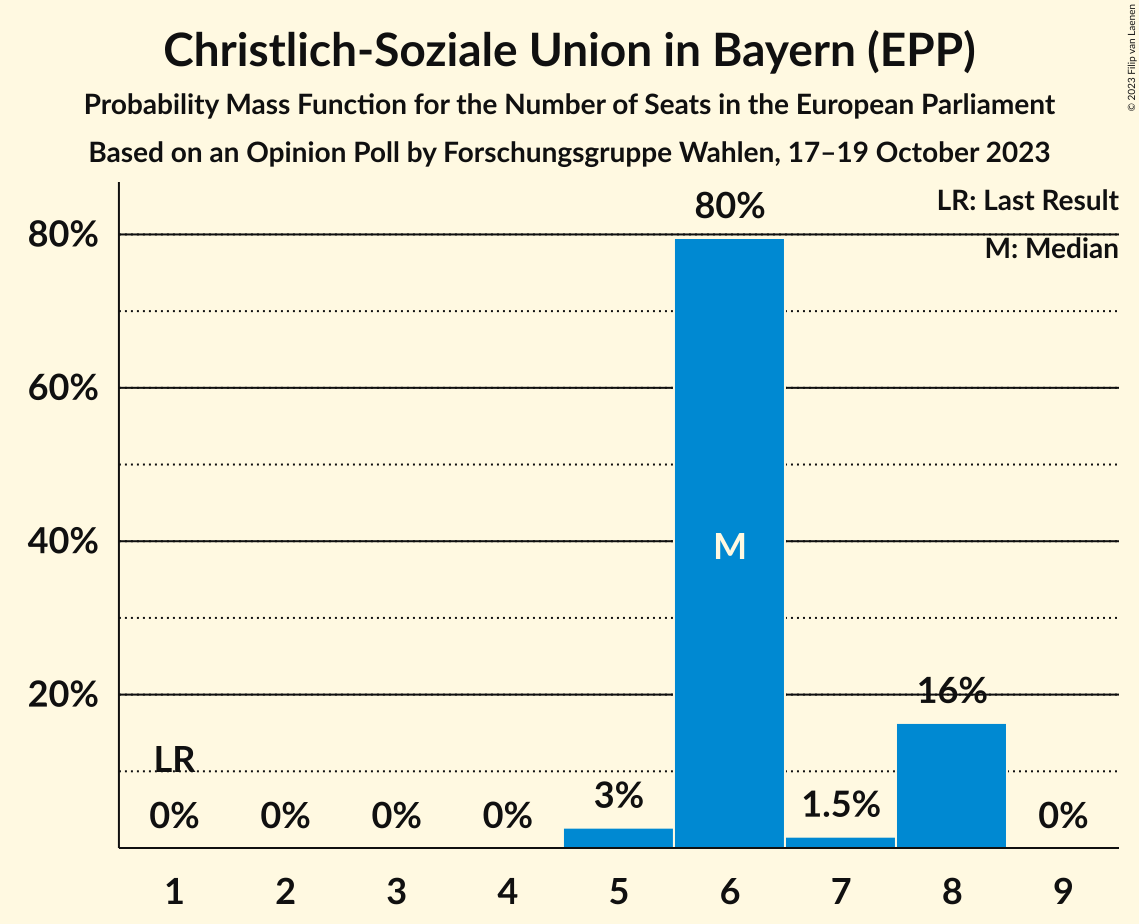 Christlich-Soziale Union in Bayern (EPP)
Probability Mass Function for the Number of Seats in the European Parliament
Based on an Opinion Poll by Forschungsgruppe Wahlen, 17–19 October 2023
© 2023 Filip van Laenen
LR: Last Result
M: Median
80%
60%
40%
20%
LR
0%
0%
0%
0%
3%
80%
M
1.5%
16%
0%
1 2 3 4 5 6 7 8 9